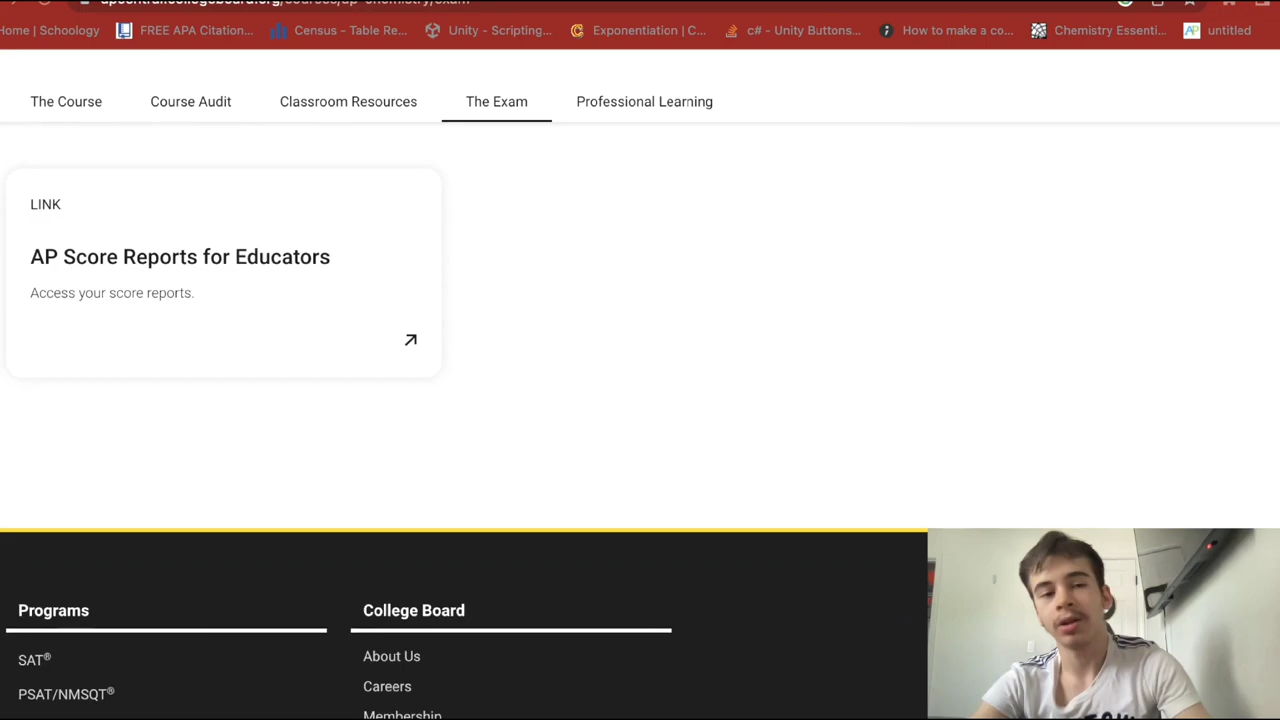 Home | Schoology FREE APA Citation... Census - Table Re... Unity - Scripting... Exponentiation | C... c# - Unity Buttons... How to make a co... Chemistry Essenti... AP untitled
The Course Course Audit Classroom Resources The Exam Professional Learning
LINK
AP Score Reports for Educators
Access your score reports.
Programs
College Board
SAT®
About Us
PSAT/NMSQT®
Careers
Membership